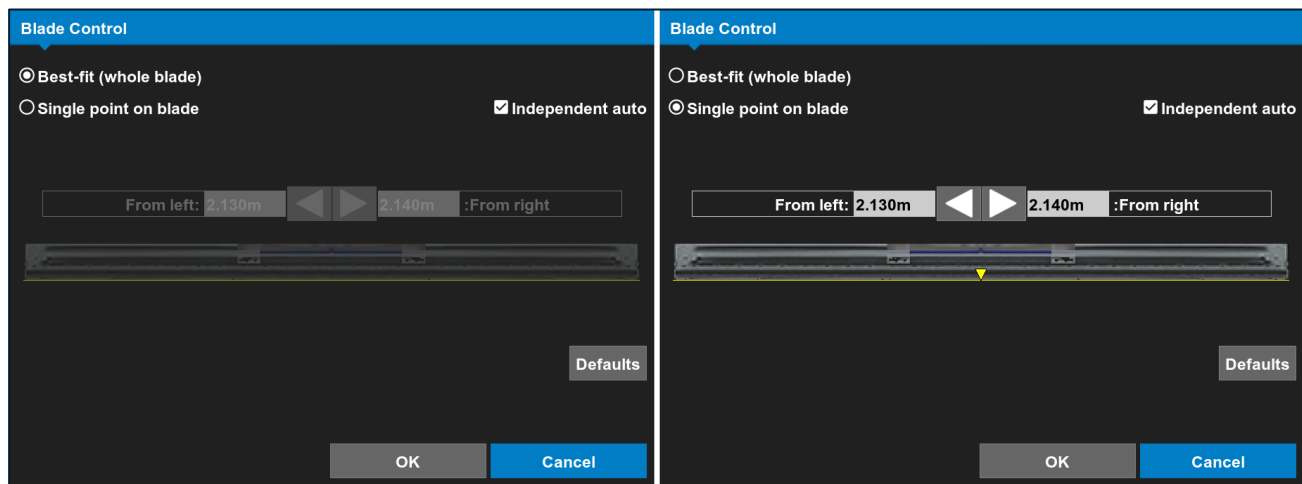 Blade Control
Best-fit (whole blade)
Single point on blade
Independent auto
From left: 2.130m 2.140m :From right
Defaults
OK Cancel
Blade Control
Best-fit (whole blade)
Single point on blade
Independent auto
From left: 2.130m 2.140m :From right
Defaults
OK Cancel